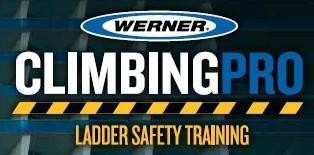 WERNER
CLIMBINGPRO
LADDER SAFETY TRAINING